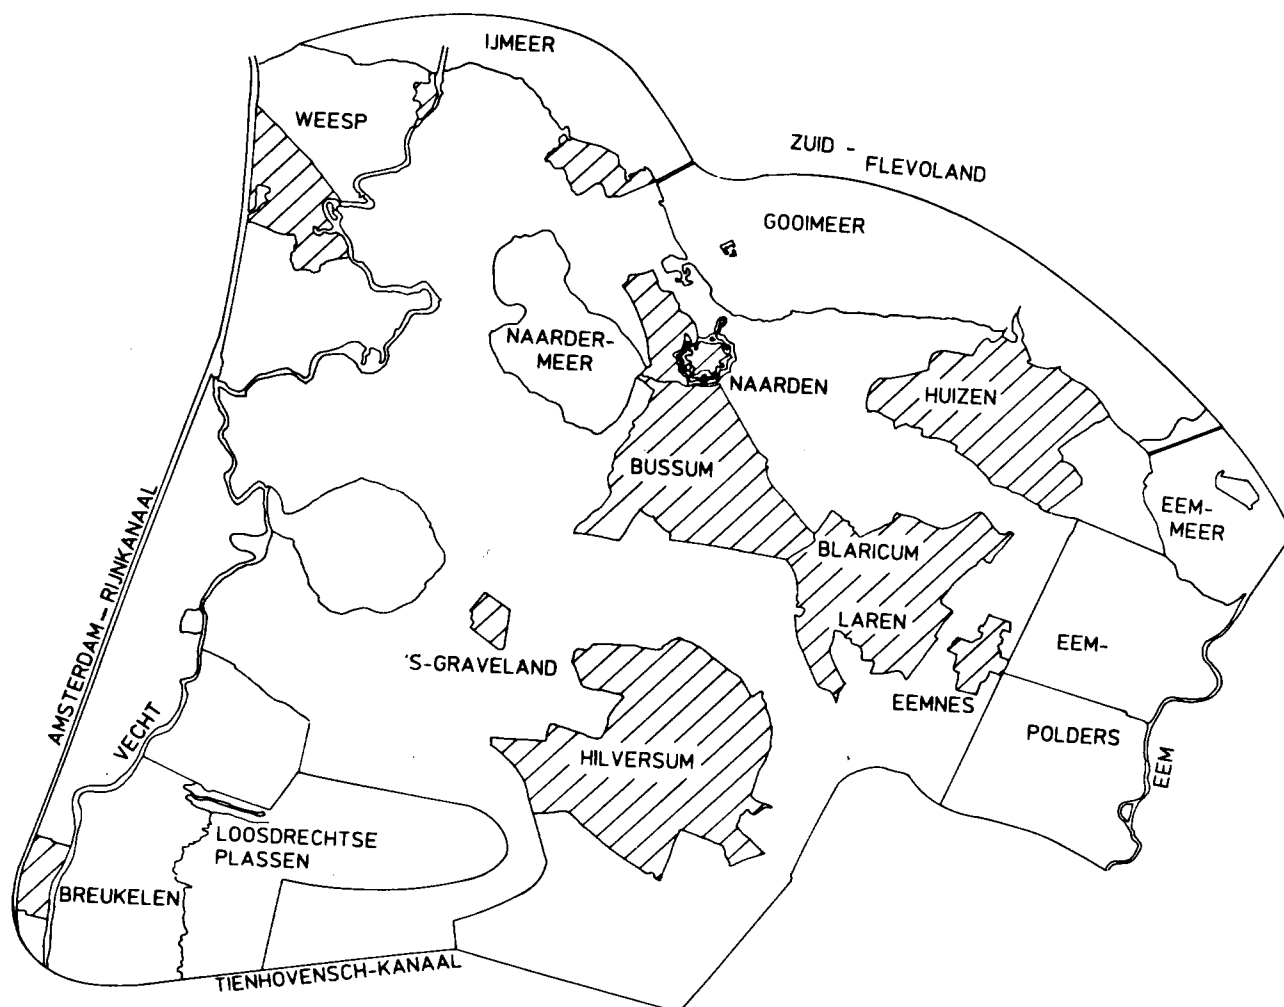 IJMEER
WEESP
ZUID -
FLEVOLAND
GOOIMEER
NAARDER-
MEER
NAARDEN
HUIZEN
BUSSUM
EEM-
MEER
BLARICUM
LAREN
AMSTERDAM-RIJNKANAAL
'S-GRAVELAND
EEM-
EEMNES
VECHT
HILVERSUM
POLDERS
EEM
LOOSDRECHTSE
PLASSEN
BREUKELEN
TIENHOVENSCH-KANAAL